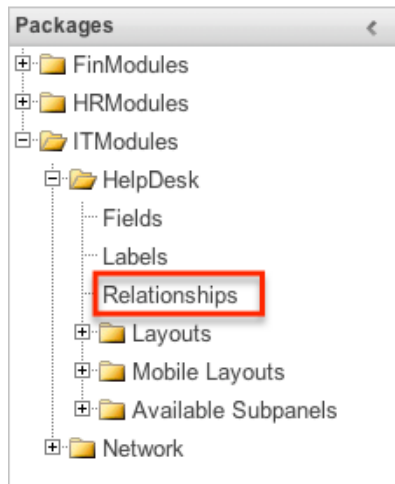 Packages
FinModules
HRModules
ITModules
HelpDesk
Fields
Labels
Relationships
Layouts
Mobile Layouts
Available Subpanels
Network